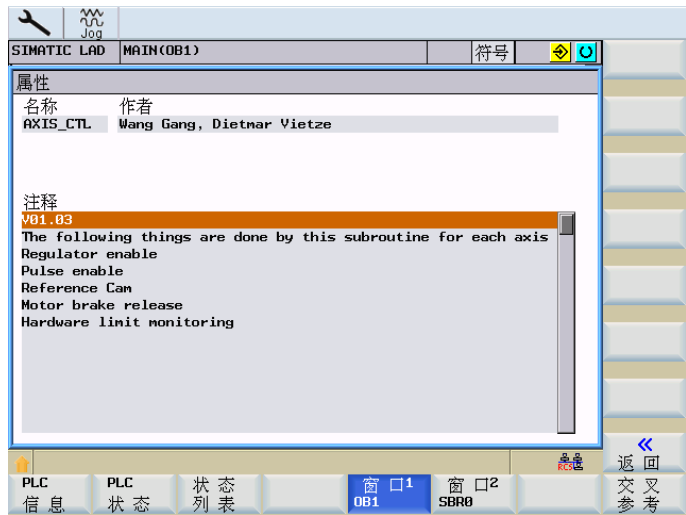 Jog
SIMATIC LAD MAIN(OB1) 符号
属性
名称 作者
AXIS_CTL Wang Gang, Dietmar Vietze
注释
V01.03
The following things are done by this subroutine for each axis
Regulator enable
Pulse enable
Reference Cam
Motor brake release
Hardware limit monitoring
RCS
返回
PLC 信息
PLC 状态
状态列表
窗口1 OB1
窗口2 SBR0
交叉参考